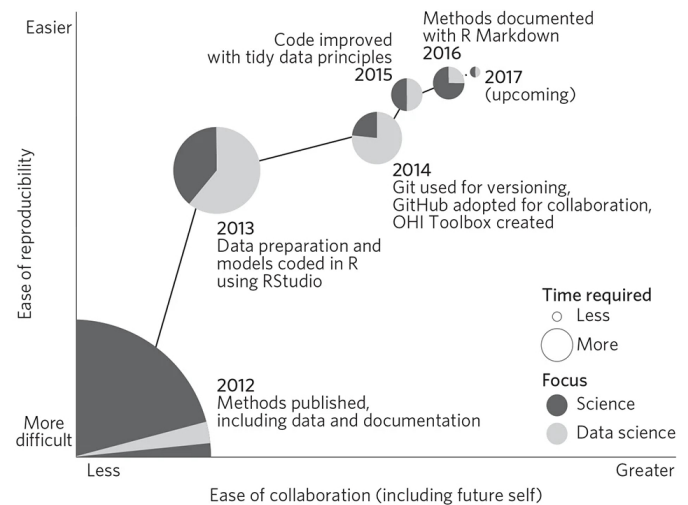 Easier
Ease of reproducibility
More
difficult
Code improved
with tidy data principles
2015
Methods documented
with R Markdown
2016
2017
(upcoming)
2014
Git used for versioning,
GitHub adopted for collaboration,
OHI Toolbox created
2013
Data preparation and
models coded in R
using RStudio
2012
Methods published,
including data and documentation
Time required
Less
More
Focus
Science
Data science
Less
Greater
Ease of collaboration (including future self)